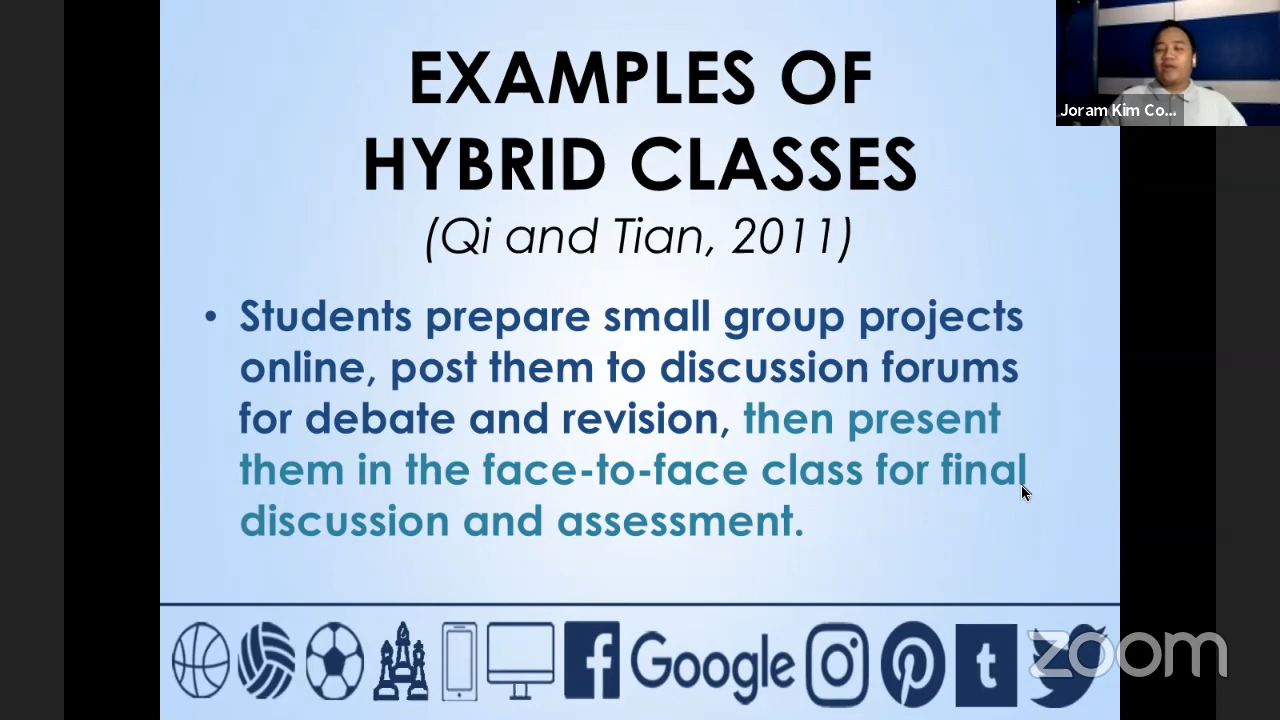 EXAMPLES OF
HYBRID CLASSES
(Qi and Tian, 2011)
• Students prepare small group projects
online, post them to discussion forums
for debate and revision, then present
them in the face-to-face class for final
discussion and assessment.
Joram Kim Co...
f Google t
zoom